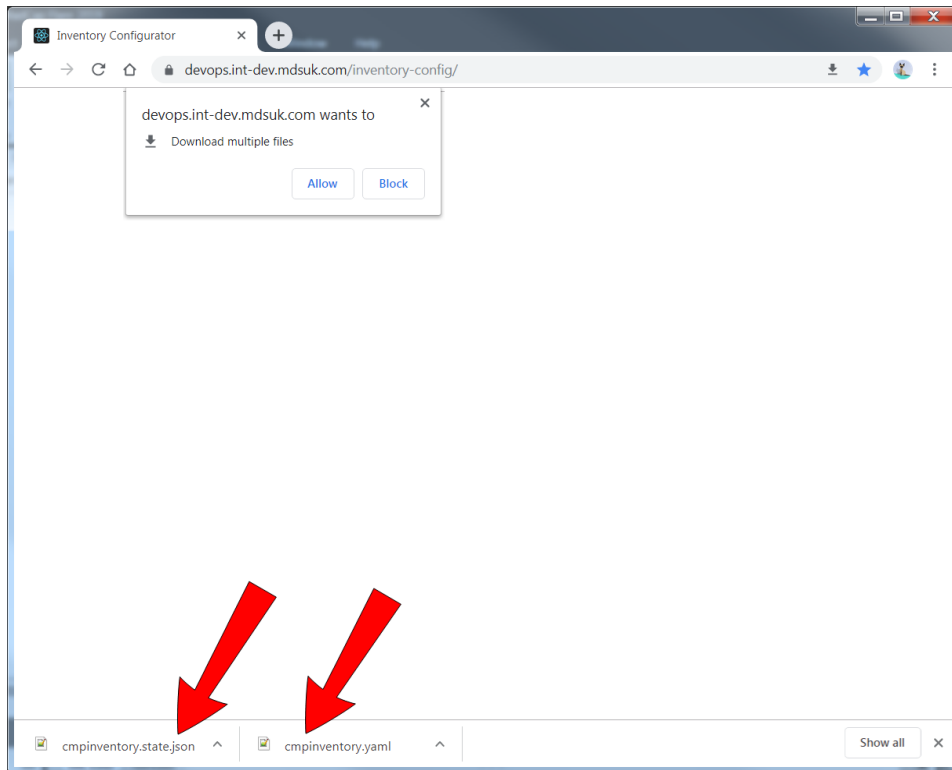 Inventory Configurator
devops.int-dev.mdsuk.com/inventory-config/
devops.int-dev.mdsuk.com wants to
Download multiple files
Allow Block
cmpinventory.state.json cmpinventory.yaml Show all